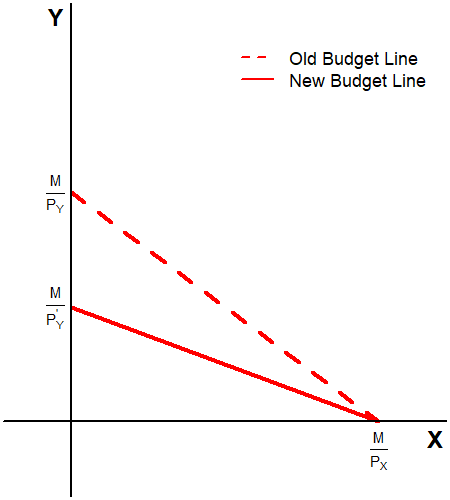 Y
Old Budget Line
New Budget Line
M
P_Y
M
P'_Y
X
M
P_X